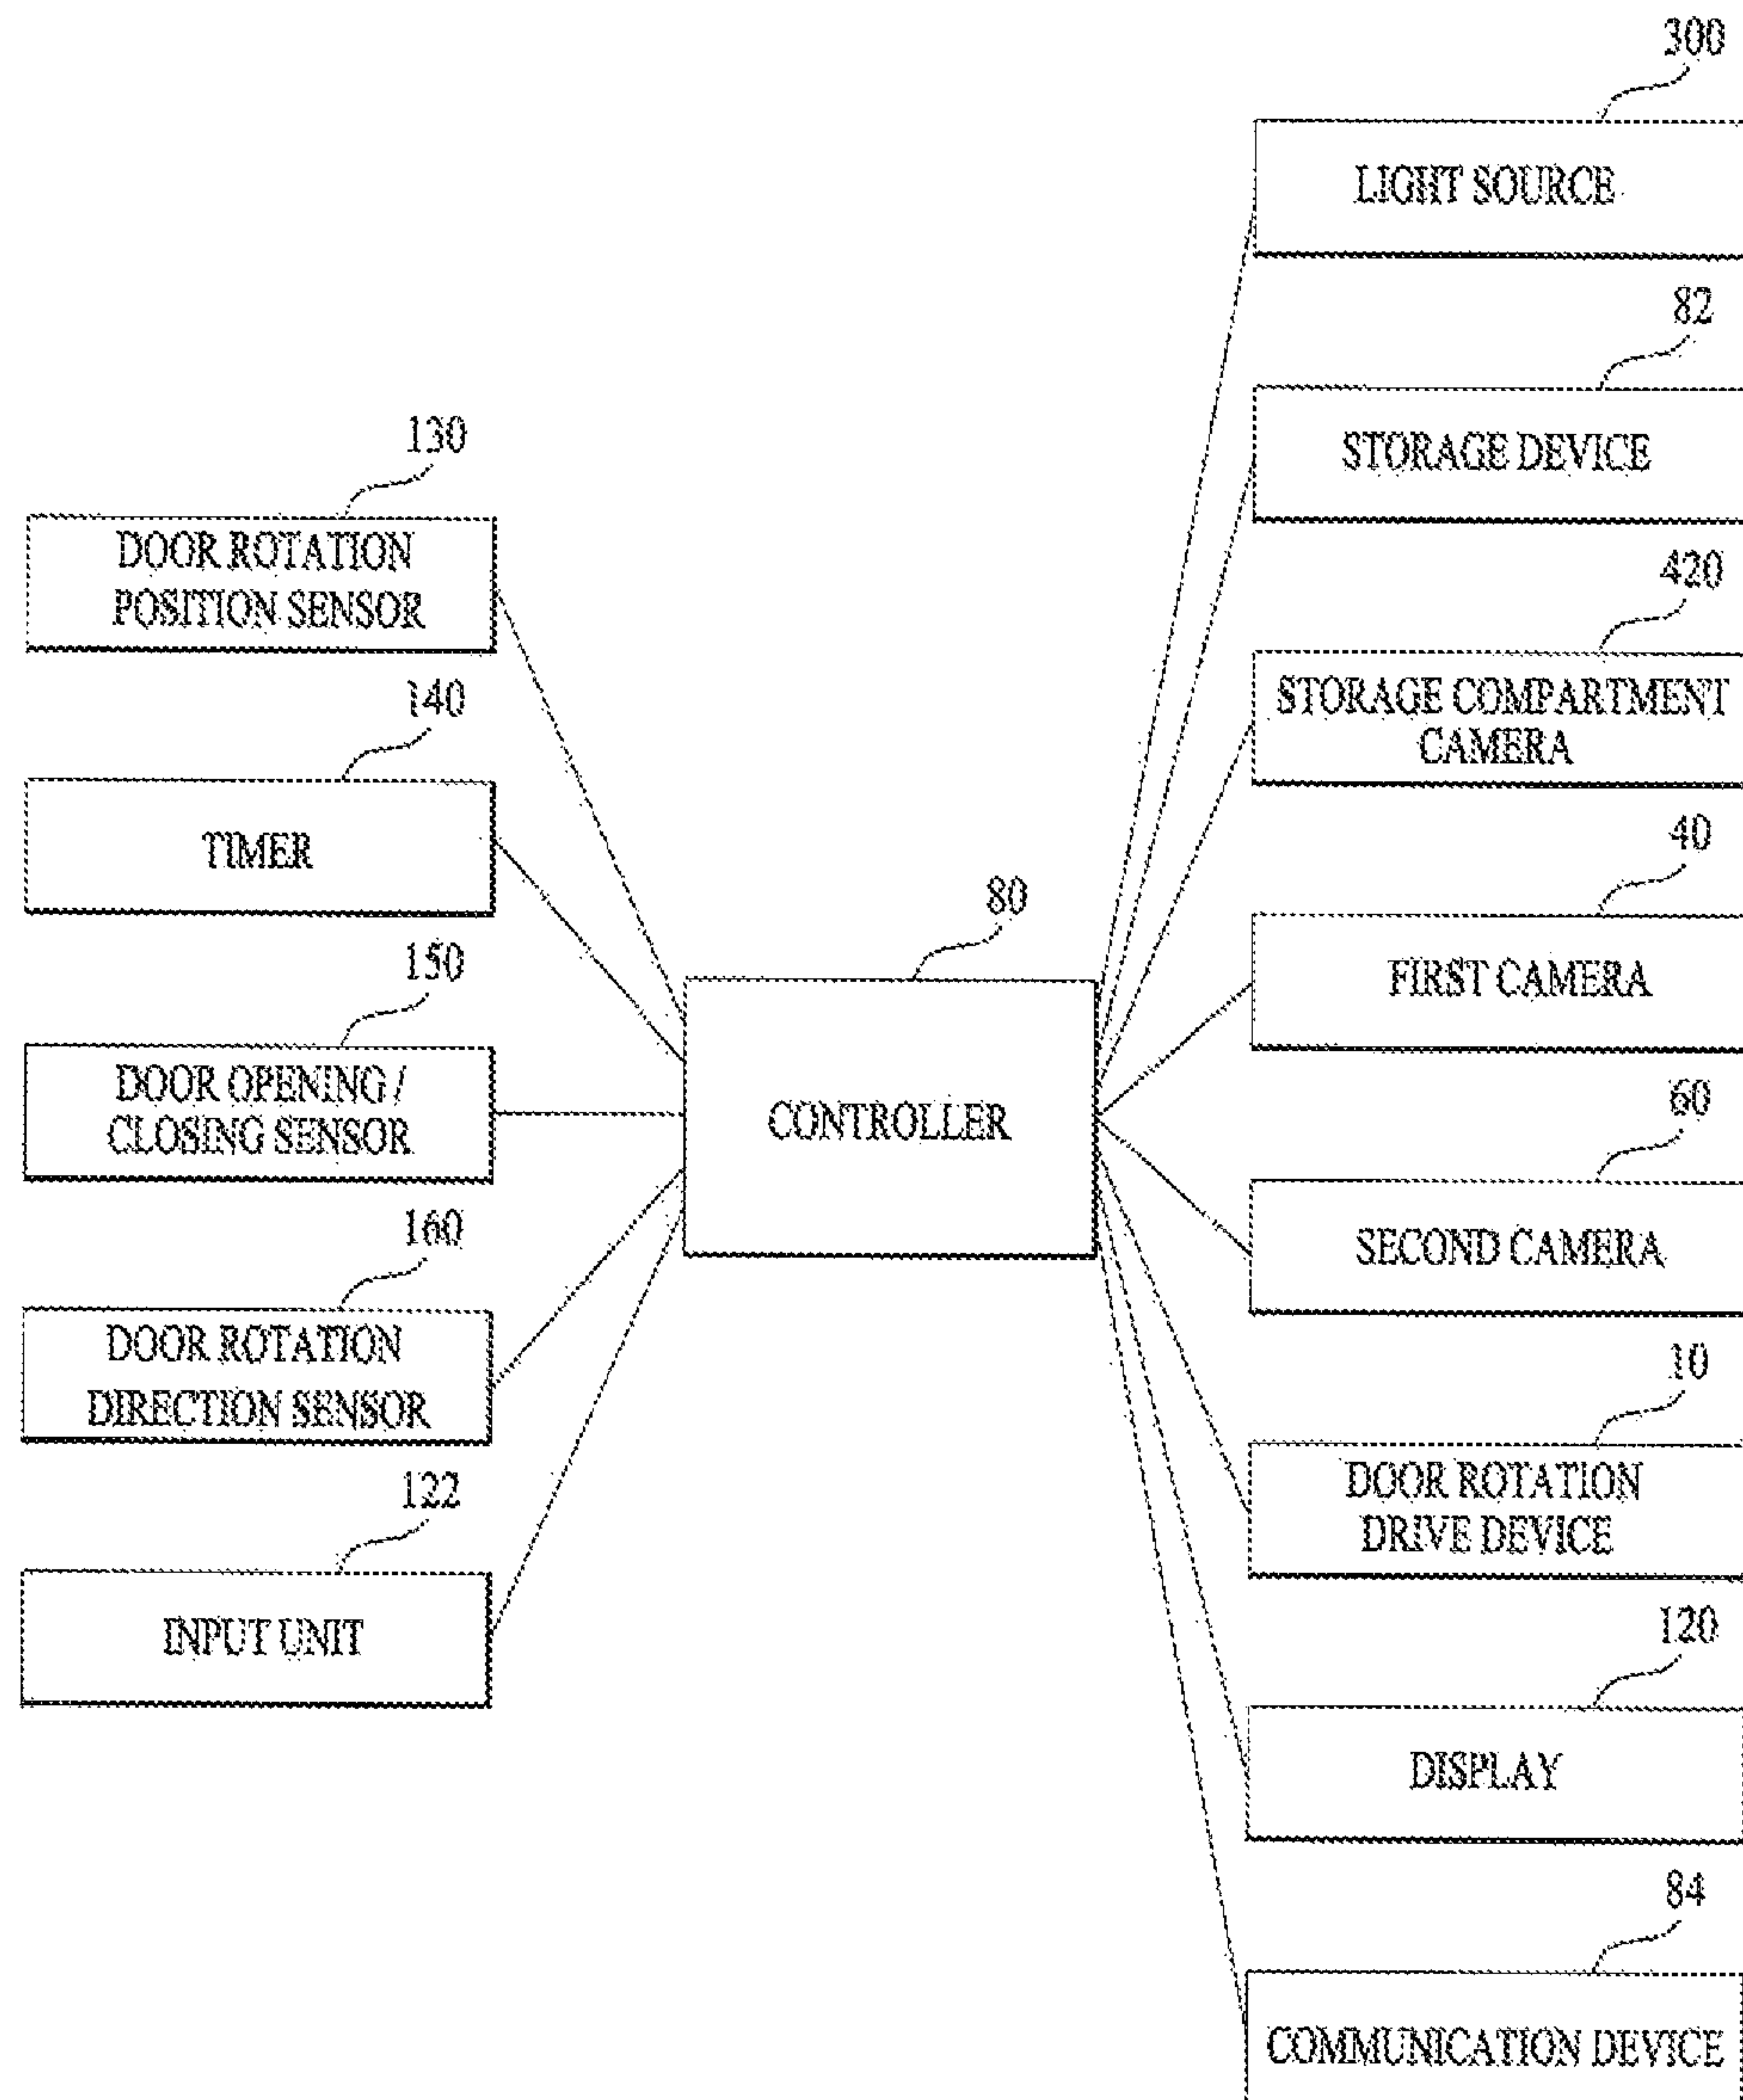 300
LIGHT SOURCE
82
STORAGE DEVICE
420
STORAGE COMPARTMENT
CAMERA
40
FIRST CAMERA
60
SECOND CAMERA
10
DOOR ROTATION
DRIVE DEVICE
120
DISPLAY
84
COMMUNICATION DEVICE
80
CONTROLLER
130
DOOR ROTATION
POSITION SENSOR
140
TIMER
150
DOOR OPENING /
CLOSING SENSOR
160
DOOR ROTATION
DIRECTION SENSOR
122
INPUT UNIT